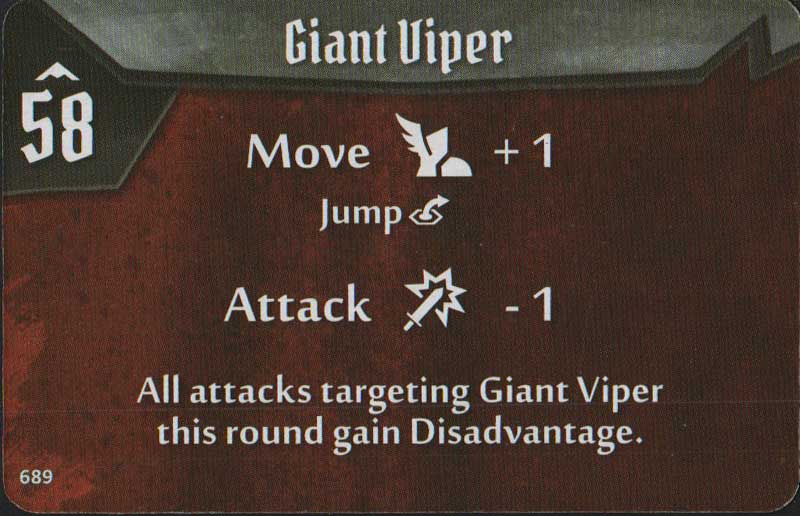 Giant Viper
58
Move + 1
Jump
Attack - 1
All attacks targeting Giant Viper
this round gain Disadvantage.
689